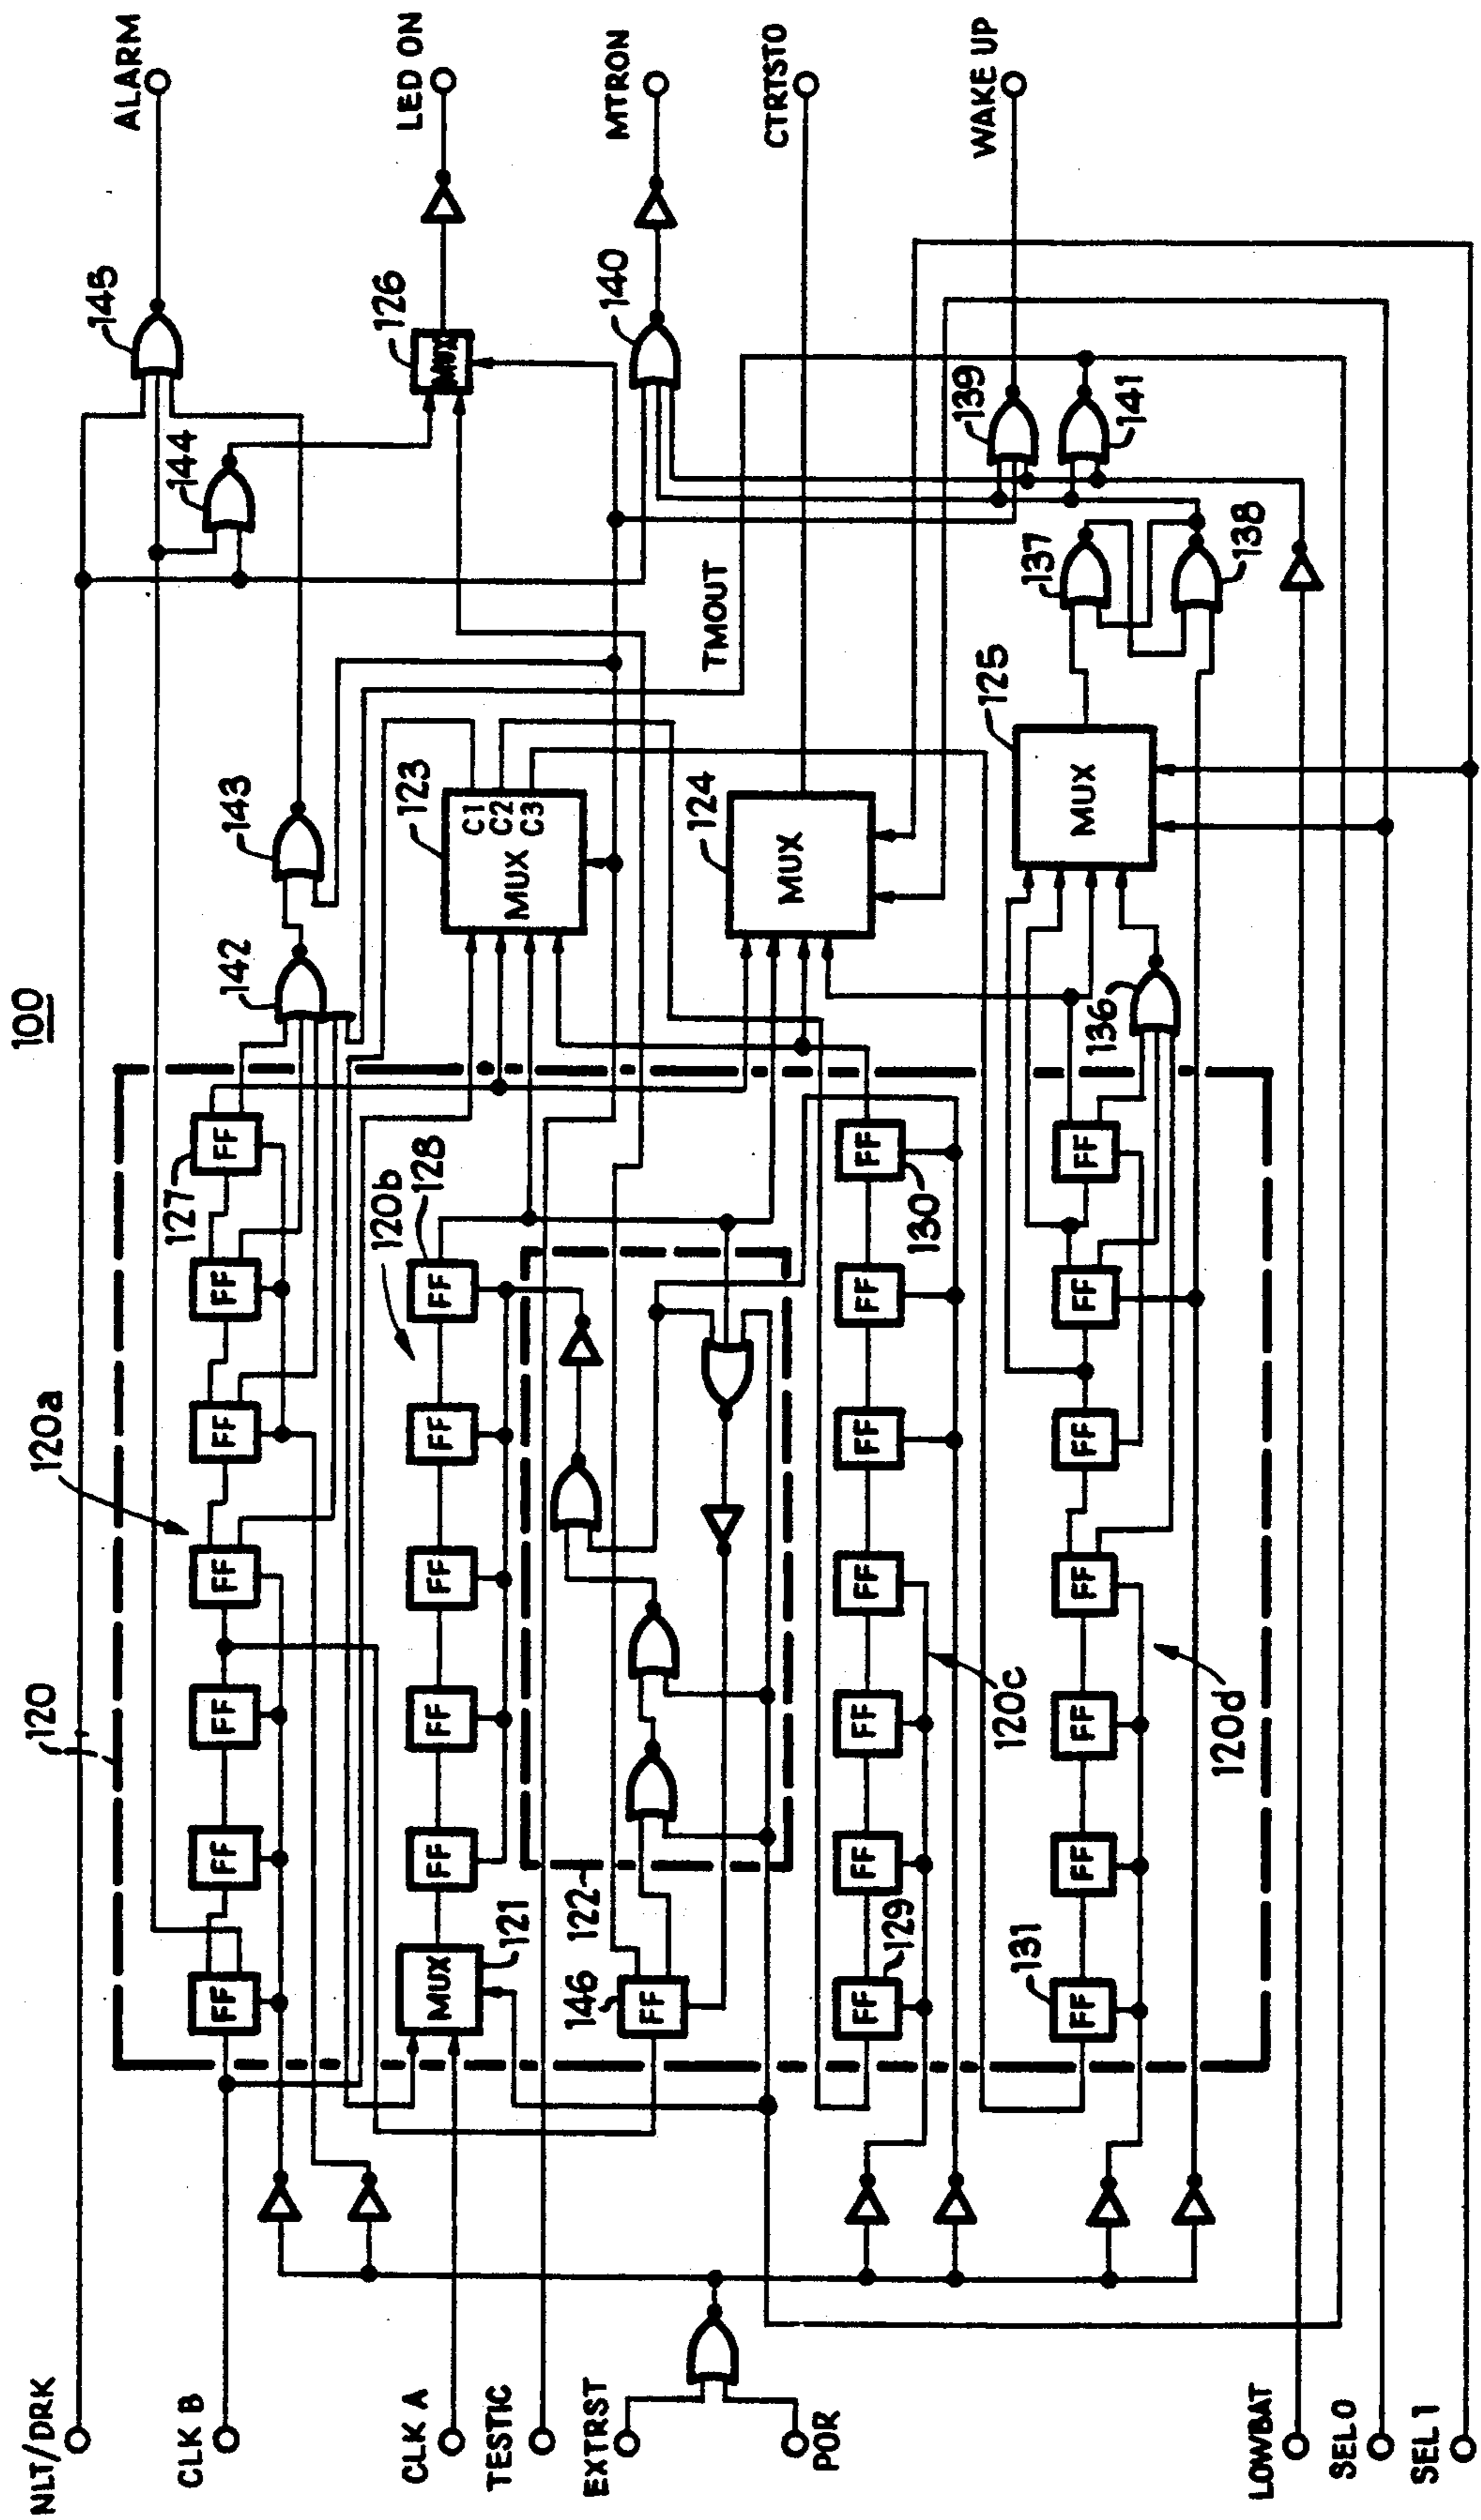 100
NLT/DRK
120
120a
145
ALARM
CLK B
127
144
FF
FF
FF
FF
FF
FF
FF
142
143
120b
128
123
126
CLK A
MUX
FF
FF
FF
FF
FF
MUX
LED ON
C1
C2
C3
MUX
TESTIC
121
146
122
140
EXTRST
FF
MTRON
TMOUT
124
MUX
CTRTSTO
POR
FF
FF
FF
FF
FF
FF
FF
129
130
120c
125
139
WAKE UP
131
FF
FF
FF
FF
FF
FF
FF
136
MUX
137
141
120d
138
LOWBAT
SEL 0
SEL 1